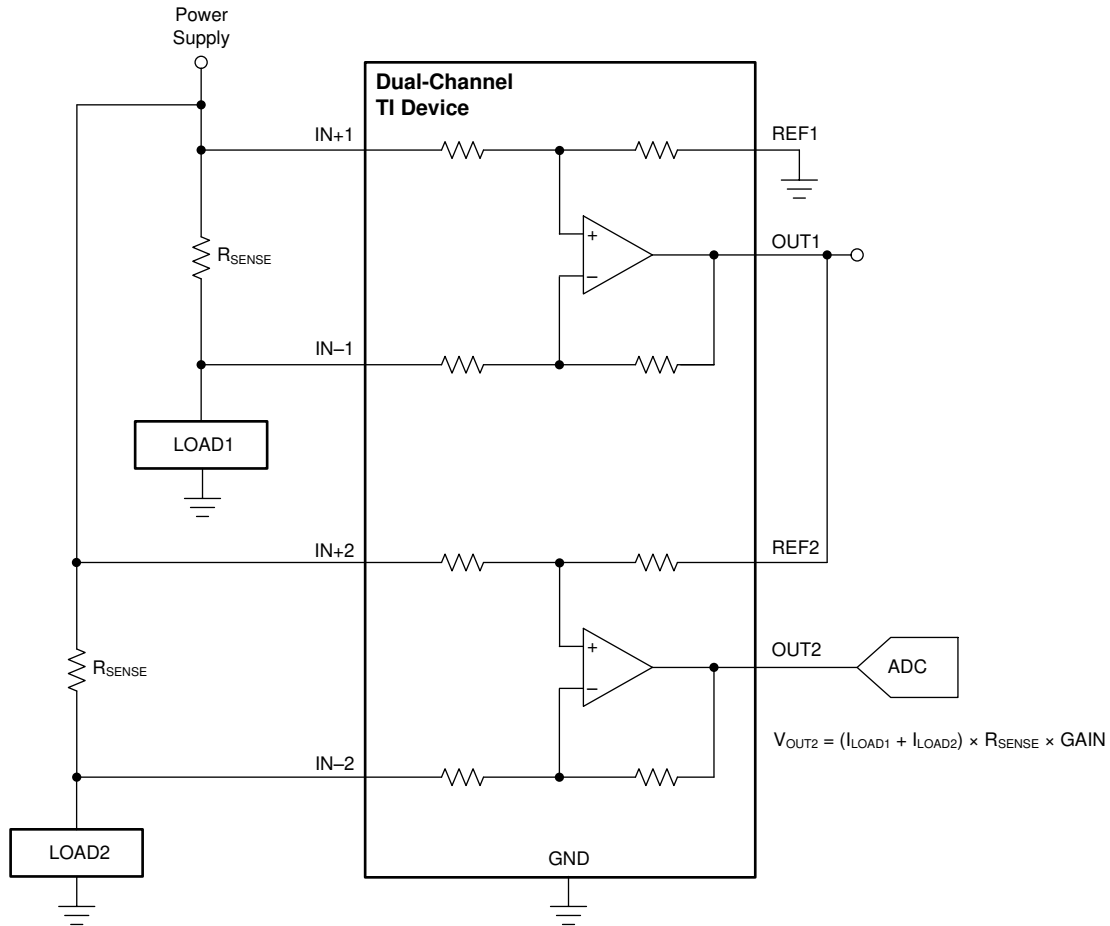 Power
Supply
Dual-Channel
TI Device
IN+1
REF1
RSENSE
+
–
OUT1
IN–1
LOAD1
IN+2
REF2
RSENSE
+
–
OUT2
ADC
VOUT2 = (ILOAD1 + ILOAD2) × RSENSE × GAIN
IN–2
LOAD2
GND